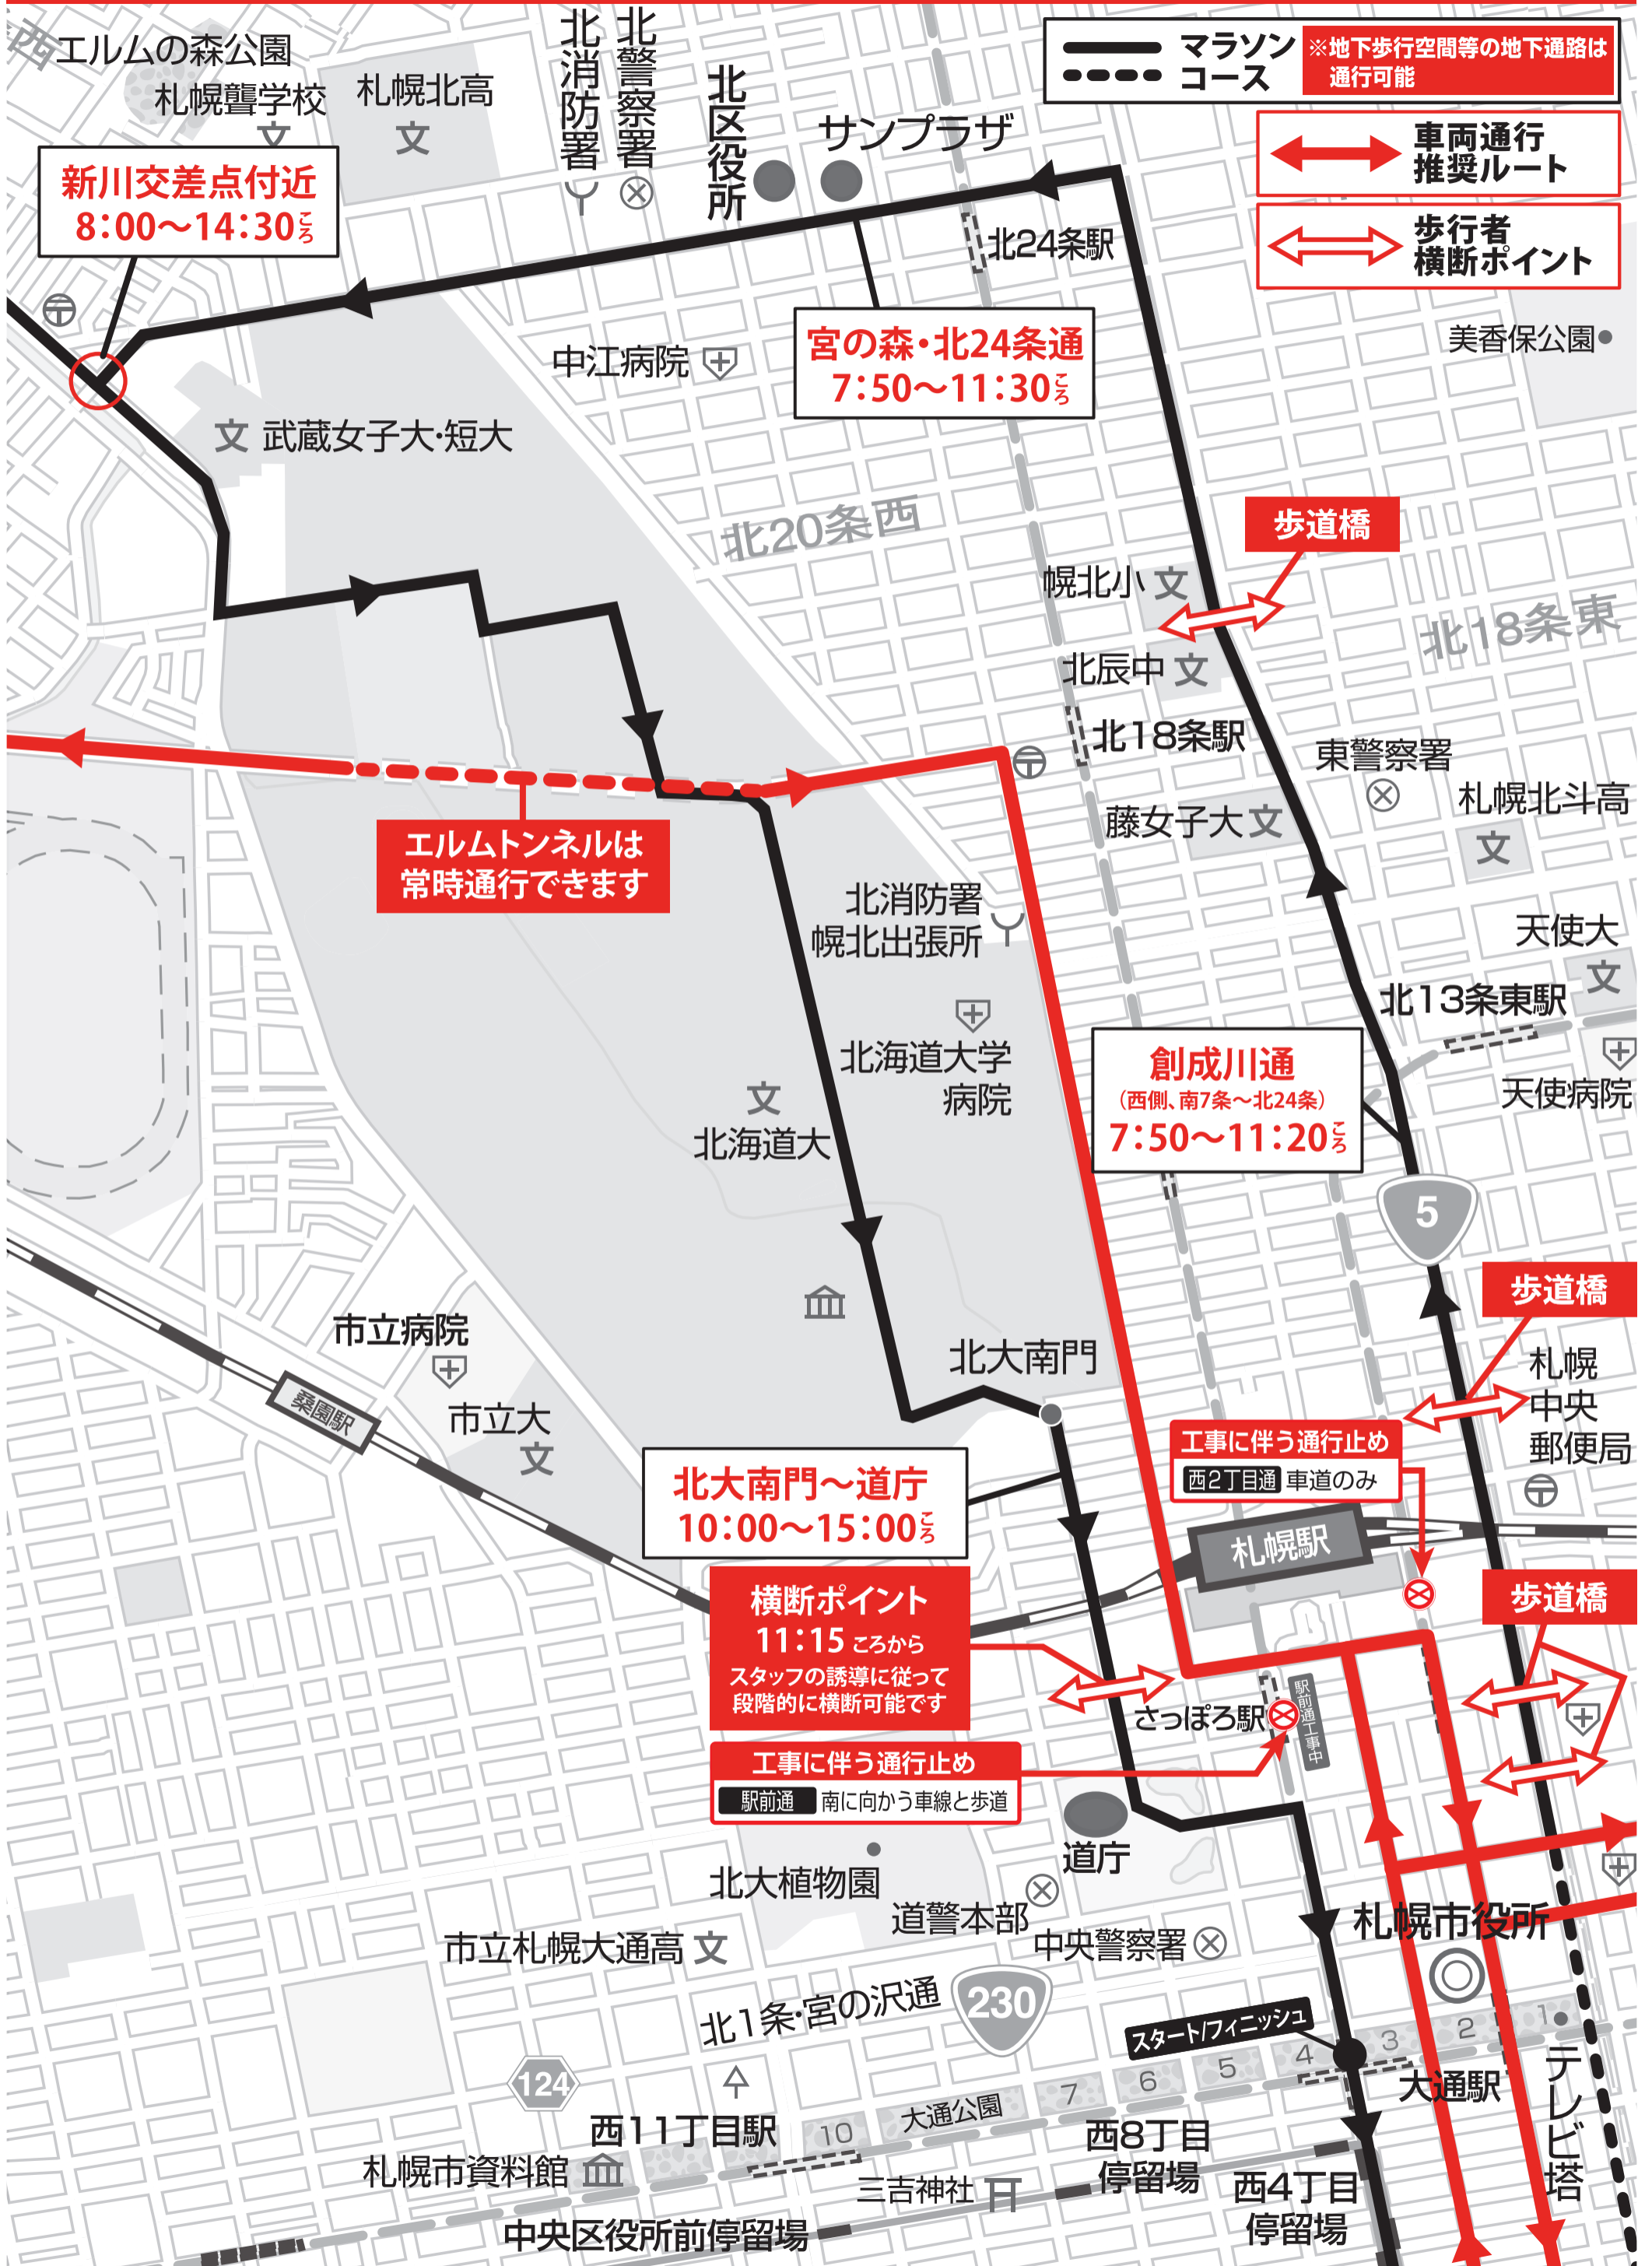 マラソン
コース
※地下歩行空間等の地下通路は
通行可能
車両通行
推奨ルート
歩行者
横断ポイント
西
エルムの森公園
札幌聾学校
文
札幌北高
文
北消防署
北警察署
北区役所
サンプラザ
新川交差点付近
8:00〜14:30ころ
北24条駅
宮の森・北24条通
7:50〜11:30ころ
美香保公園
中江病院
文 武蔵女子大・短大
北20条西
歩道橋
幌北小 文
北18条東
北辰中 文
北18条駅
東警察署
札幌北斗高
文
藤女子大 文
エルムトンネルは
常時通行できます
北消防署
幌北出張所
天使大
文
北13条東駅
北海道大学
病院
創成川通
（西側、南7条〜北24条）
7:50〜11:20ころ
天使病院
文
北海道大
5
歩道橋
市立病院
北大南門
札幌
中央
郵便局
桑園駅
市立大
文
工事に伴う通行止め
西2丁目通 車道のみ
北大南門〜道庁
10:00〜15:00ころ
札幌駅
横断ポイント
11:15 ころから
スタッフの誘導に従って
段階的に横断可能です
歩道橋
さっぽろ駅
駅前通工事中
工事に伴う通行止め
駅前通 南に向かう車線と歩道
道庁
北大植物園
道警本部
中央警察署
札幌市役所
市立札幌大通高 文
北1条・宮の沢通
230
スタート/フィニッシュ
124
10
大通公園
7
6
5
4
3
2
1
大通駅
テレビ塔
西11丁目駅
西8丁目
停留場
札幌市資料館
三吉神社
西4丁目
停留場
中央区役所前停留場